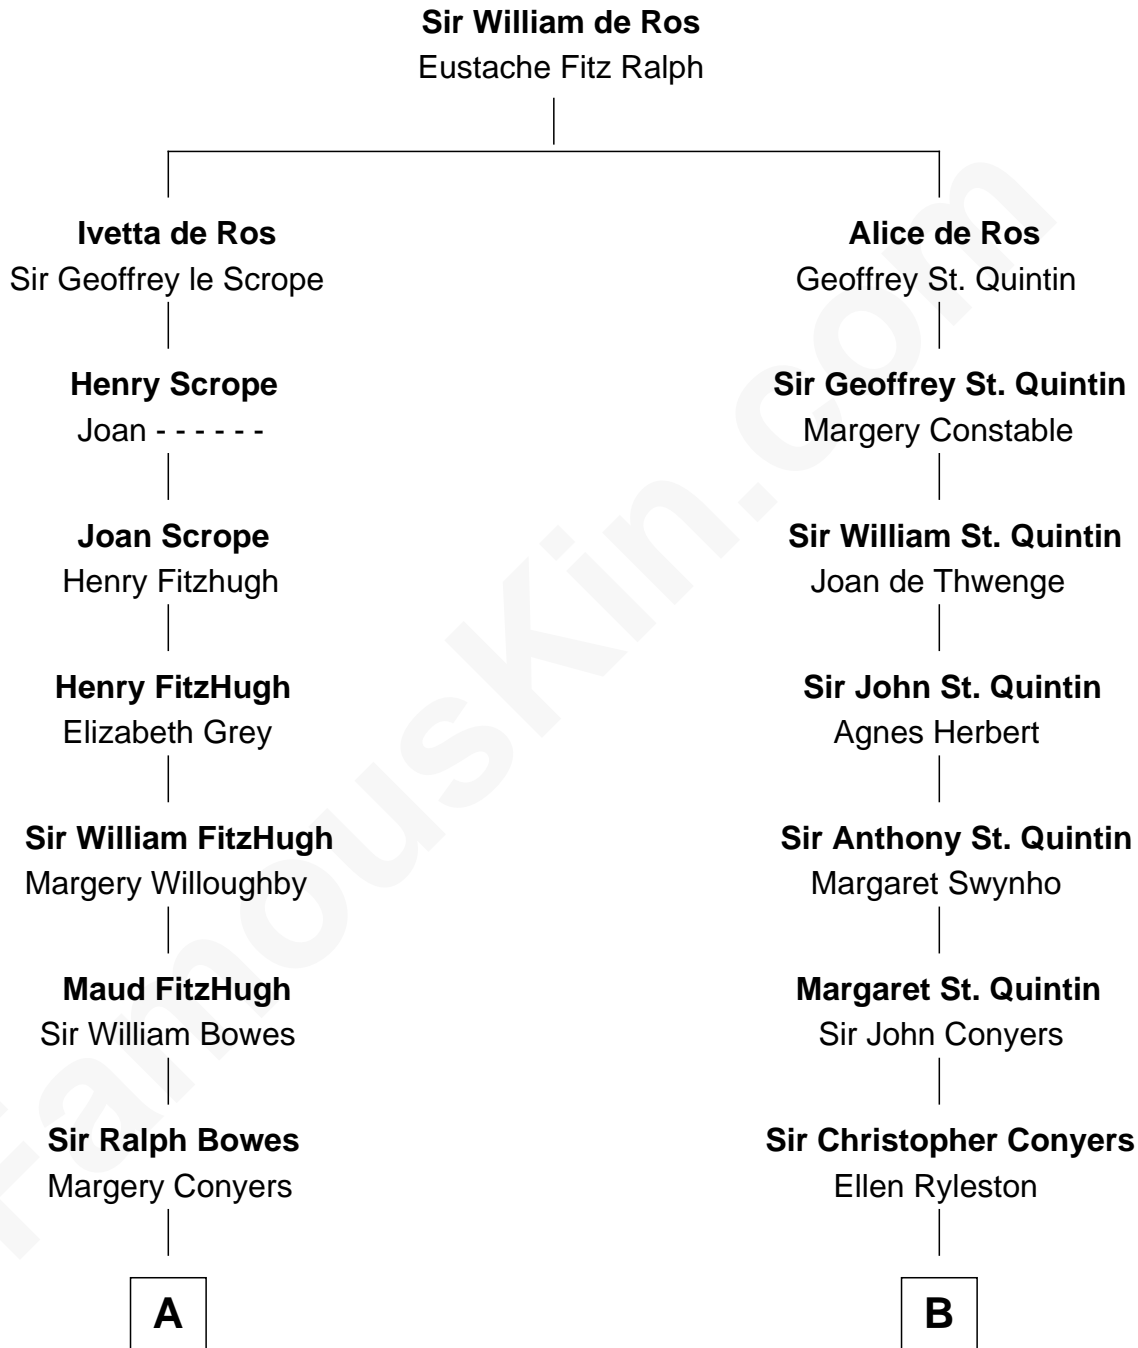 Sir William de Ros
Eustache Fitz Ralph
Ivetta de Ros
Sir Geoffrey le Scrope
Henry Scrope
Joan - - - - - -
Joan Scrope
Henry Fitzhugh
Henry FitzHugh
Elizabeth Grey
Sir William FitzHugh
Margery Willoughby
Maud FitzHugh
Sir William Bowes
Sir Ralph Bowes
Margery Conyers
A
Alice de Ros
Geoffrey St. Quintin
Sir Geoffrey St. Quintin
Margery Constable
Sir William St. Quintin
Joan de Thwenge
Sir John St. Quintin
Agnes Herbert
Sir Anthony St. Quintin
Margaret Swynho
Margaret St. Quintin
Sir John Conyers
Sir Christopher Conyers
Ellen Ryleston
B
FamousKin.com